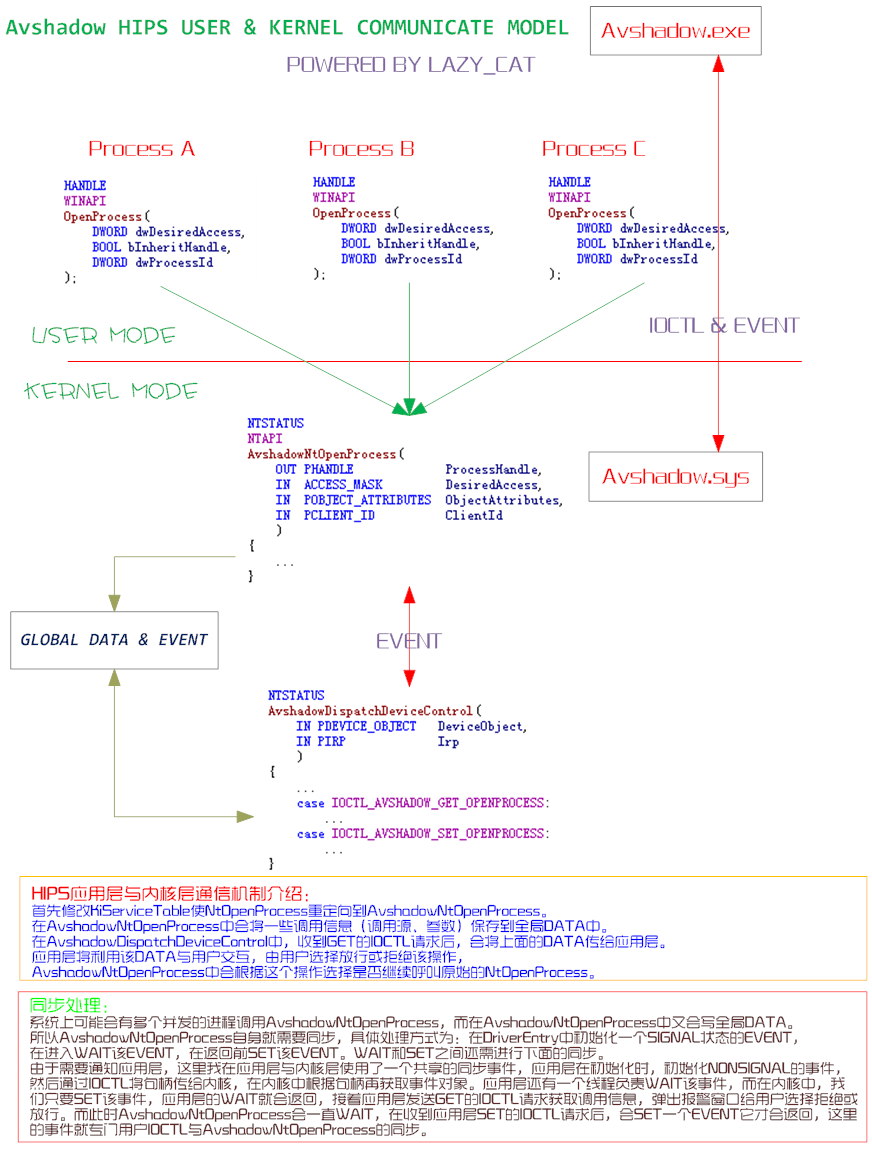 Avshadow HIPS USER & KERNEL COMMUNICATE MODEL
Avshadow.exe
POWERED BY LAZY_CAT
Process A
Process B
Process C
HANDLE
WINAPI
OpenProcess(
DWORD dwDesiredAccess,
BOOL bInheritHandle,
DWORD dwProcessId
);
HANDLE
WINAPI
OpenProcess(
DWORD dwDesiredAccess,
BOOL bInheritHandle,
DWORD dwProcessId
);
HANDLE
WINAPI
OpenProcess(
DWORD dwDesiredAccess,
BOOL bInheritHandle,
DWORD dwProcessId
);
USER MODE
IOCTL & EVENT
KERNEL MODE
NTSTATUS
NTAPI
AvshadowNtOpenProcess(
OUT PHANDLE ProcessHandle,
IN ACCESS_MASK DesiredAccess,
IN POBJECT_ATTRIBUTES ObjectAttributes,
IN PCLIENT_ID ClientId
)
{
...
}
Avshadow.sys
GLOBAL DATA & EVENT
EVENT
NTSTATUS
AvshadowDispatchDeviceControl(
IN PDEVICE_OBJECT DeviceObject,
IN PIRP Irp
)
{
...
case IOCTL_AVSHADOW_GET_OPENPROCESS:
...
case IOCTL_AVSHADOW_SET_OPENPROCESS:
...
}
HIPS应用层与内核层通信机制介绍：
首先修改KiServiceTable使NtOpenProcess重定向到AvshadowNtOpenProcess。
在AvshadowNtOpenProcess中会将一些调用信息（调用源、参数）保存到全局DATA中。
在AvshadowDispatchDeviceControl中，收到GET的IOCTL请求后，会将上面的DATA传给应用层。
应用层将利用该DATA与用户交互，由用户选择放行或拒绝该操作，
AvshadowNtOpenProcess中会根据这个操作选择是否继续呼叫原始的NtOpenProcess。
同步处理：
系统上可能会有多个并发的进程调用AvshadowNtOpenProcess，而在AvshadowNtOpenProcess中又会写全局DATA。
所以AvshadowNtOpenProcess自身就需要同步，具体处理方式为：在DriverEntry中初始化一个SIGNAL状态的EVENT，
在进入WAIT该EVENT，在返回前SET该EVENT。WAIT和SET之间还需进行下面的同步。
由于需要通知应用层，这里我在应用层与内核层使用了一个共享的同步事件，应用层在初始化时，初始化NONSIGNAL的事件，
然后通过IOCTL将句柄传给内核，在内核中根据句柄再获取事件对象。应用层还有一个线程负责WAIT该事件，而在内核中，我
们只要SET该事件，应用层的WAIT就会返回，接着应用层发送GET的IOCTL请求获取调用信息，弹出报警窗口给用户选择拒绝或
放行。而此时AvshadowNtOpenProcess会一直WAIT，在收到应用层SET的IOCTL请求后，会SET一个EVENT它才会返回，这里
的事件就专门用户IOCTL与AvshadowNtOpenProcess的同步。